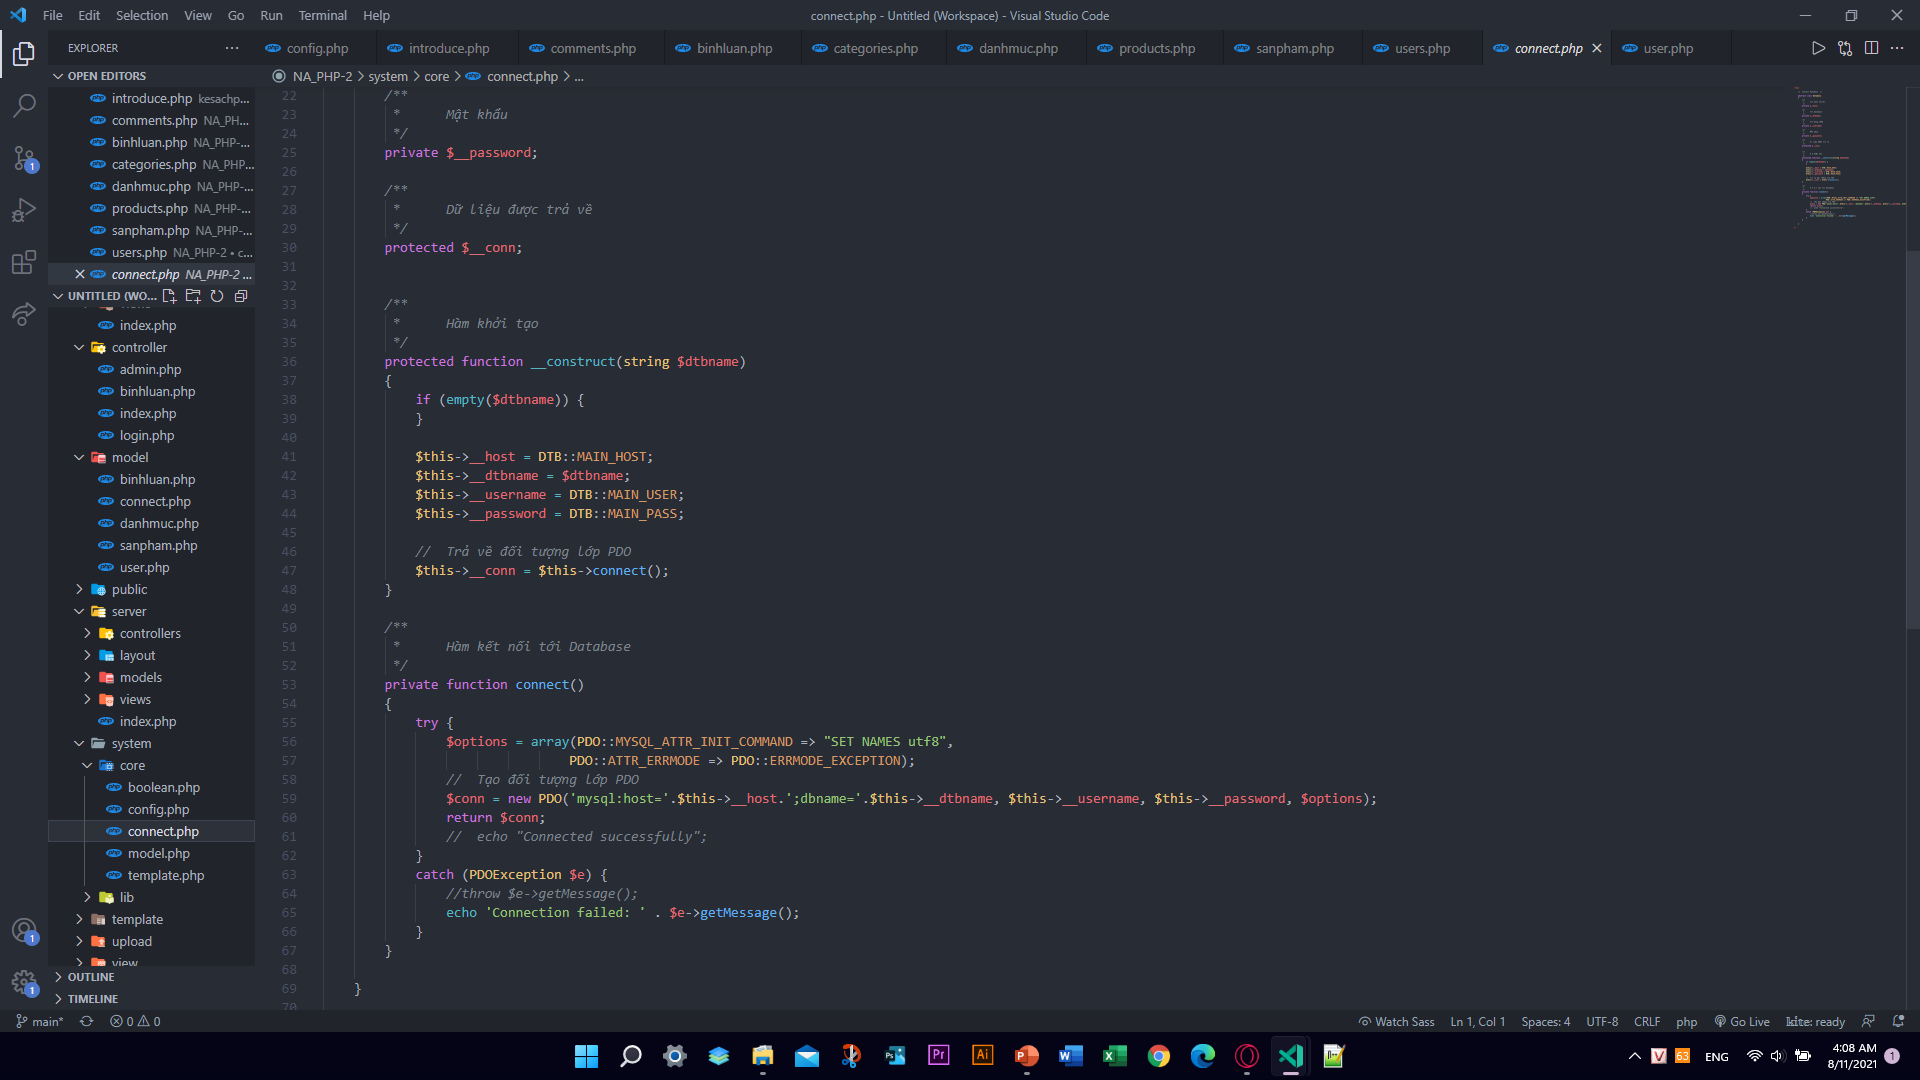 File Edit Selection View Go Run Terminal Help
connect.php - Untitled (Workspace) - Visual Studio Code
EXPLORER
config.php introduce.php comments.php binhluan.php categories.php danhmuc.php products.php sanpham.php users.php connect.php user.php
OPEN EDITORS
NA_PHP-2 > system > core > connect.php > ...
introduce.php kesachp...
comments.php NA_PH...
binhluan.php NA_PHP-...
categories.php NA_PHP...
danhmuc.php NA_PHP-...
products.php NA_PHP-...
sanpham.php NA_PHP-...
users.php NA_PHP-2 • c...
connect.php NA_PHP-2 ...
UNTITLED (WO...
index.php
controller
admin.php
binhluan.php
index.php
login.php
model
binhluan.php
connect.php
danhmuc.php
sanpham.php
user.php
public
server
controllers
layout
models
views
index.php
system
core
boolean.php
config.php
connect.php
model.php
template.php
lib
template
upload
view
OUTLINE
TIMELINE
22 /**
23 * Mật khẩu
24 */
25 private $__password;
26
27 /**
28 * Dữ liệu được trả về
29 */
30 protected $__conn;
31
32
33 /**
34 * Hàm khởi tạo
35 */
36 protected function __construct(string $dtbname)
37 {
38 if (empty($dtbname)) {
39 }
40
41 $this->__host = DTB::MAIN_HOST;
42 $this->__dtbname = $dtbname;
43 $this->__username = DTB::MAIN_USER;
44 $this->__password = DTB::MAIN_PASS;
45
46 // Trả về đối tượng lớp PDO
47 $this->__conn = $this->connect();
48 }
49
50 /**
51 * Hàm kết nối tới Database
52 */
53 private function connect()
54 {
55 try {
56 $options = array(PDO::MYSQL_ATTR_INIT_COMMAND => "SET NAMES utf8",
57 PDO::ATTR_ERRMODE => PDO::ERRMODE_EXCEPTION);
58 // Tạo đối tượng lớp PDO
59 $conn = new PDO('mysql:host='.$this->__host.';dbname='.$this->__dtbname, $this->__username, $this->__password, $options);
60 return $conn;
61 // echo "Connected successfully";
62 }
63 catch (PDOException $e) {
64 //throw $e->getMessage();
65 echo 'Connection failed: ' . $e->getMessage();
66 }
67 }
68
69 }
70
main* 0 0
Watch Sass Ln 1, Col 1 Spaces: 4 UTF-8 CRLF php Go Live kite: ready
63 ENG 4:08 AM
8/11/2021 1